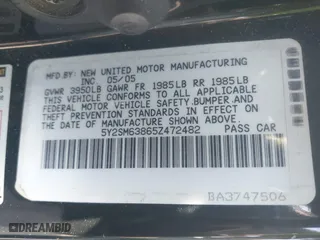 MFD.BY: NEW UNITED MOTOR MANUFACTURING
INC. 05/05
GVWR 3950LB GAWR FR 1985LB RR 1985LB
THIS VEHICLE CONFORMS TO ALL APPLICABLE
FEDERAL MOTOR VEHICLE SAFETY,BUMPER,AND
THEFT PREVENTION STANDARDS IN EFFECT ON
THE DATE OF MANUFACTURE SHOWN ABOVE.
5Y2SM63865Z472482 PASS CAR
BA3747506
DREAMBID